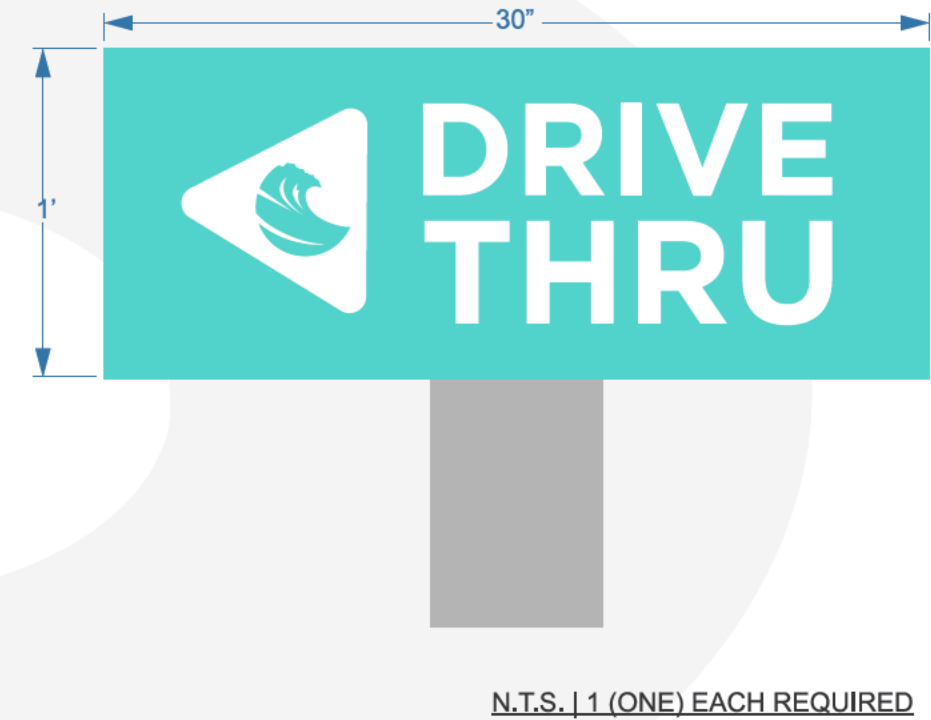 30”
1’
DRIVE
THRU
N.T.S. | 1 (ONE) EACH REQUIRED